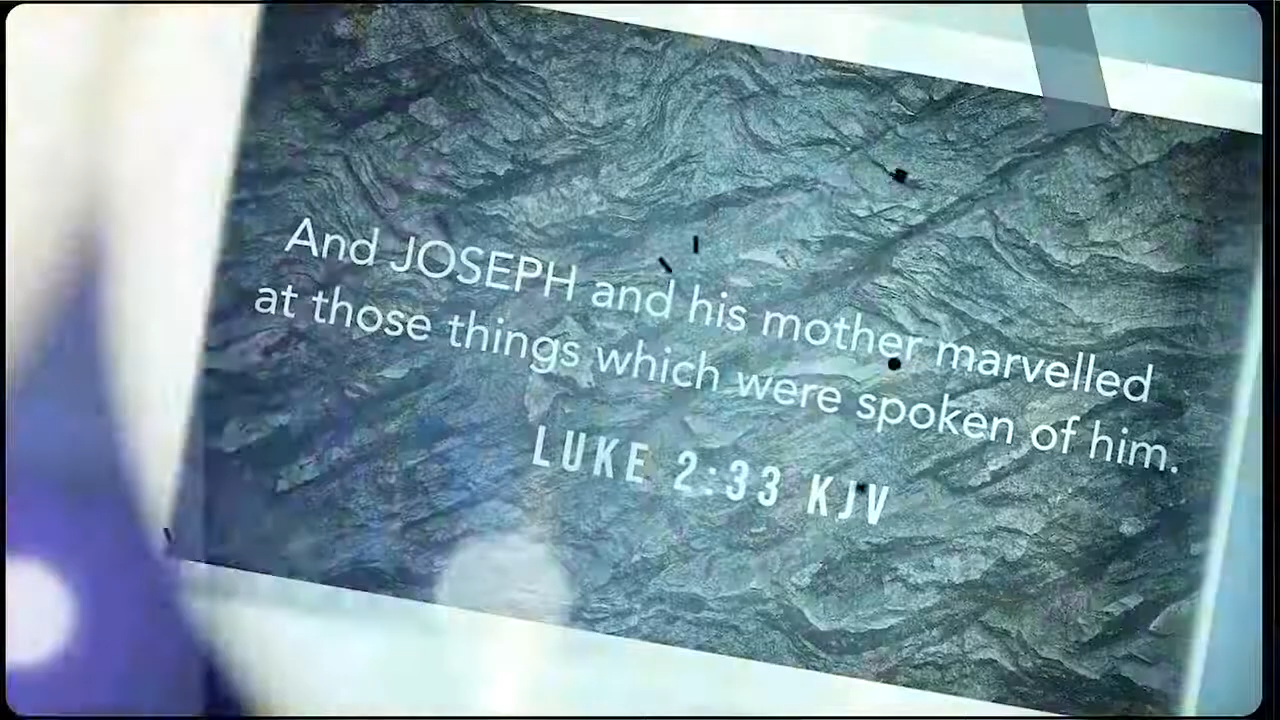 And JOSEPH and his mother marvelled
at those things which were spoken of him.
LUKE 2:33 KJV